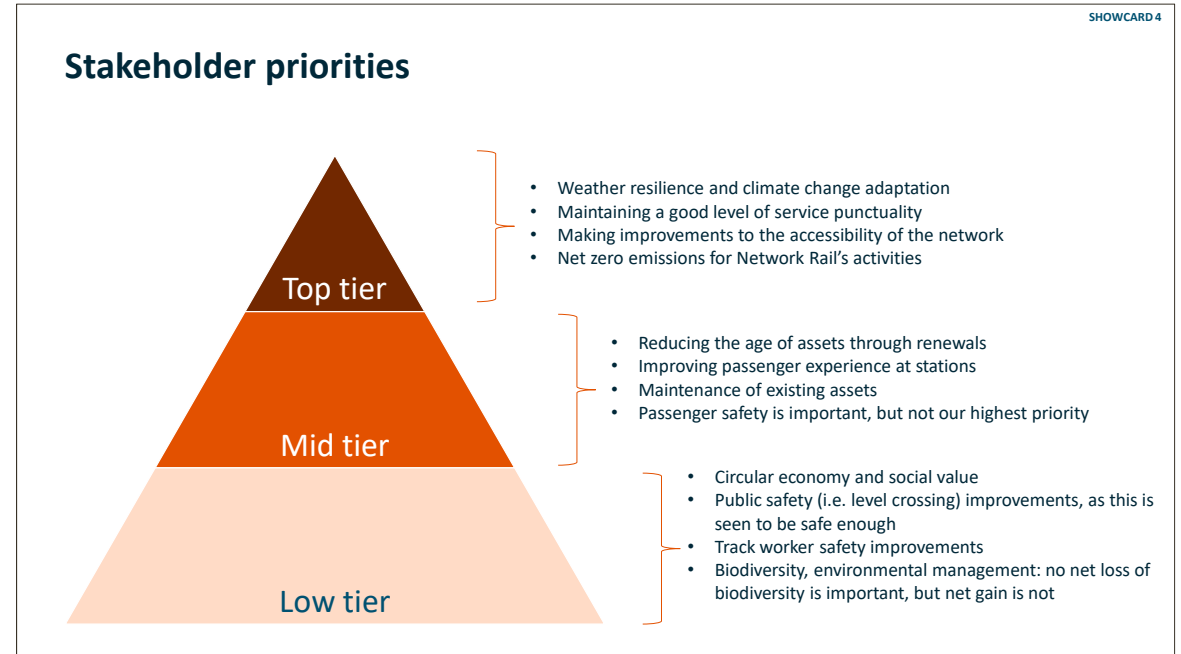 SHOWCARD 4
Stakeholder priorities
Top tier
• Weather resilience and climate change adaptation
• Maintaining a good level of service punctuality
• Making improvements to the accessibility of the network
• Net zero emissions for Network Rail’s activities
Mid tier
• Reducing the age of assets through renewals
• Improving passenger experience at stations
• Maintenance of existing assets
• Passenger safety is important, but not our highest priority
Low tier
• Circular economy and social value
• Public safety (i.e. level crossing) improvements, as this is
seen to be safe enough
• Track worker safety improvements
• Biodiversity, environmental management: no net loss of
biodiversity is important, but net gain is not